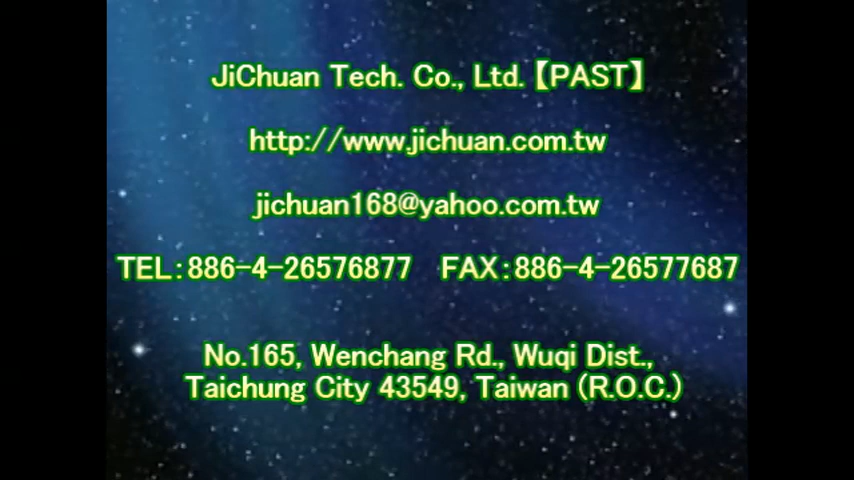 JiChuan Tech. Co., Ltd.【PAST】
http://www.jichuan.com.tw
jichuan168@yahoo.com.tw
TEL:886-4-26576877 FAX:886-4-26577687
No.165, Wenchang Rd., Wuqi Dist.,
Taichung City 43549, Taiwan (R.O.C.)